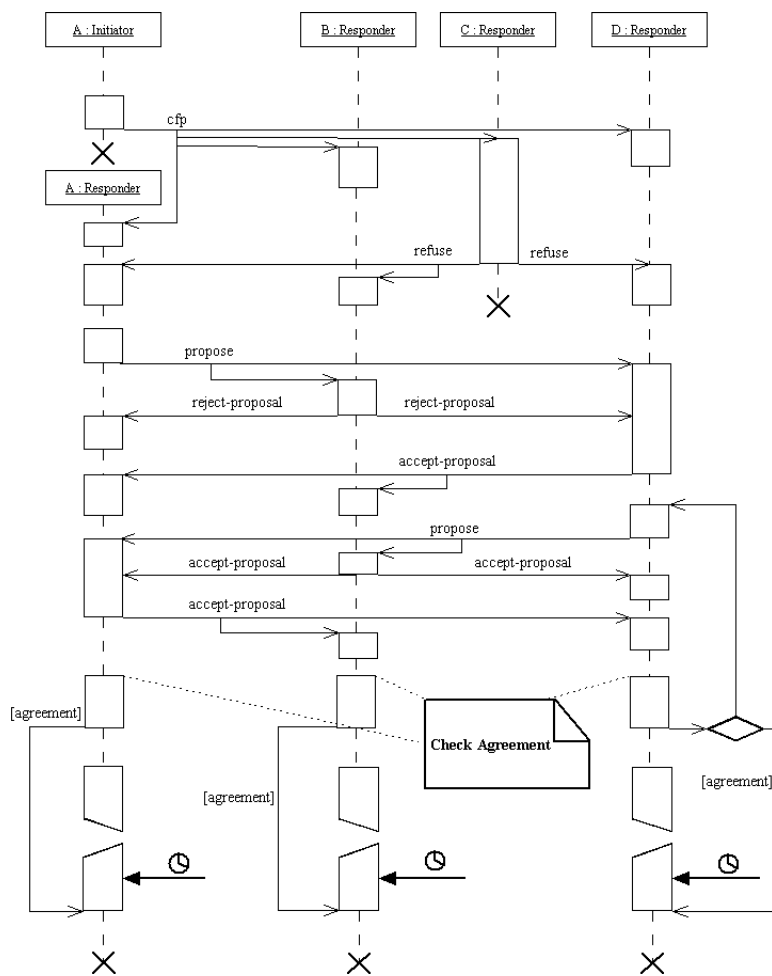 A : Initiator
B : Responder
C : Responder
D : Responder
cfp
A : Responder
refuse
refuse
propose
reject-proposal
reject-proposal
accept-proposal
propose
accept-proposal
accept-proposal
accept-proposal
[agreement]
Check Agreement
[agreement]
[agreement]